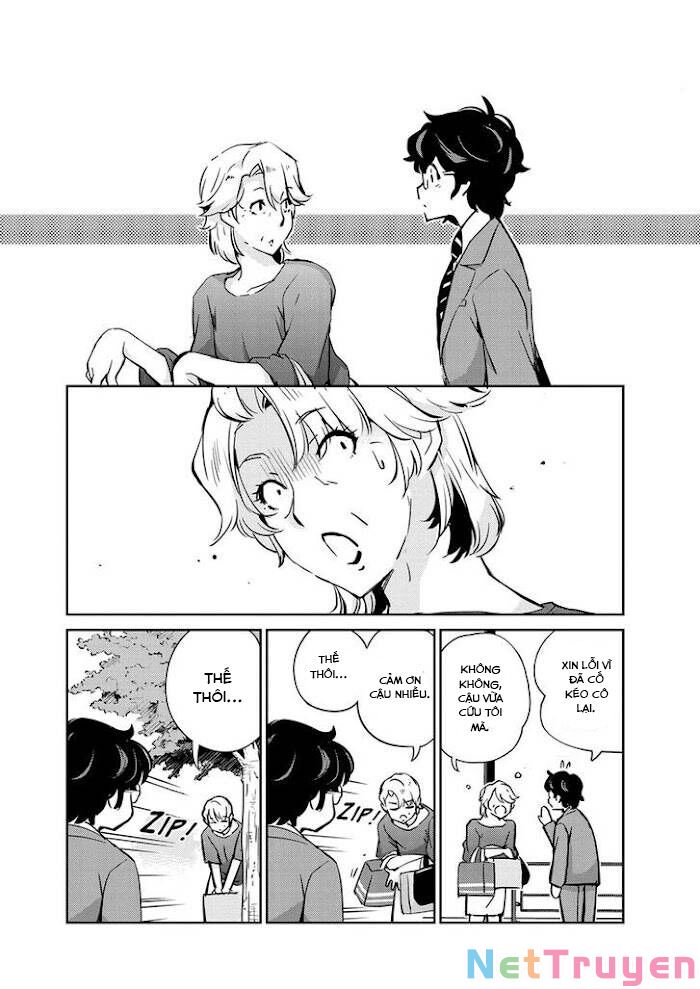 XIN LỖI VÌ
ĐÃ CỐ
KÉO CÔ
LẠI.
KHÔNG
KHÔNG,
CẬU VỪA
CỨU TÔI
MÀ.
CẢM ƠN
CẬU NHIỀU.
THẾ
THÔI...
ZIP!
THẾ
THÔI...
ZIP!
NetTruyen